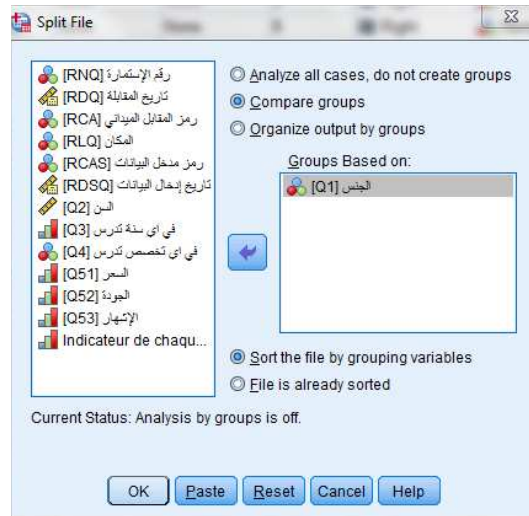 Split File
رقم الإستمارة [RNQ]
تاريخ المقابلة [RDQ]
رمز المقابل الميداني [RCA]
المكان [RLQ]
رمز مدخل البيانات [RCAS]
تاريخ إدخال البيانات [RDSQ]
السن [Q2]
في اي سنة تدرس [Q3]
في اي تخصص تدرس [Q4]
السعر [Q51]
الجودة [Q52]
الإشهار [Q53]
Indicateur de chaqu...
Analyze all cases, do not create groups
Compare groups
Organize output by groups
Groups Based on:
الجنس [Q1]
Sort the file by grouping variables
File is already sorted
Current Status: Analysis by groups is off.
OK
Paste
Reset
Cancel
Help